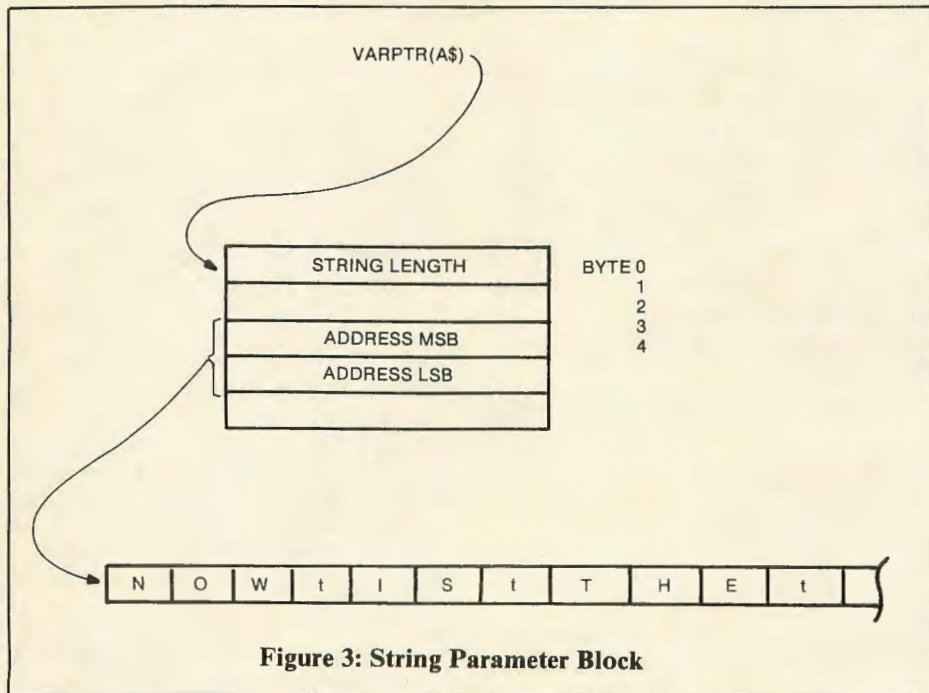 VARPTR(A$)
STRING LENGTH BYTE 0
1
2
ADDRESS MSB 3
4
ADDRESS LSB
N O W t I S t T H E t
Figure 3: String Parameter Block